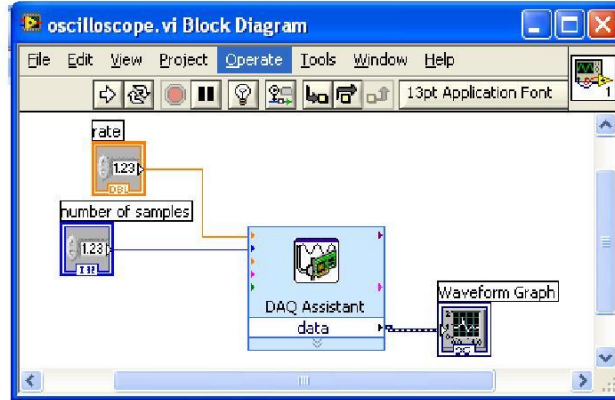 oscilloscope.vi Block Diagram
File Edit View Project Operate Tools Window Help
13pt Application Font
1
rate
1.23
DBL
number of samples
1.23
I32
DAQ Assistant
data
Waveform Graph